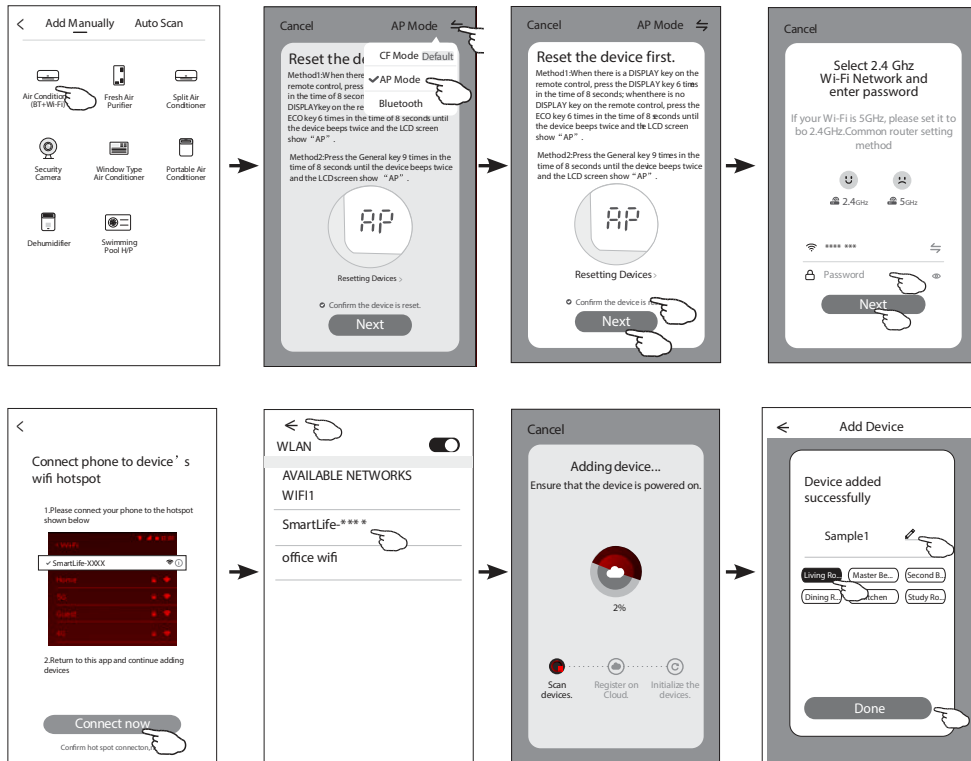 Add Manually
Auto Scan
Air Conditioner
(BT+Wi-Fi)
Fresh Air
Purifier
Split Air
Conditioner
Security
Camera
Window Type
Air Conditioner
Portable Air
Conditioner
Dehumidifier
Swimming
Pool H/P
Cancel
AP Mode
Reset the
CF Mode Default
AP Mode
Bluetooth
Method1:When there
remote control, press
in the time of 8 secon
DISPLAYkey on the re
ECO key 6 times in the time of 8 seconds until
the device beeps twice and the LCD screen
show “AP”.
Method2:Press the General key 9 times in the
time of 8 seconds until the device beeps twice
and the LCD screen show “AP”.
AP
Resetting Devices >
Confirm the device is reset.
Next
Cancel
AP Mode
Reset the device first.
Method1:When there is a DISPLAY key on the
remote control, press the DISPLAY key 6 times
in the time of 8 seconds; whenthere is no
DISPLAY key on the remote control, press the
ECO key 6 times in the time of 8 seconds until
the device beeps twice and the LCD screen
show “AP”.
Method2:Press the General key 9 times in the
time of 8 seconds until the device beeps twice
and the LCD screen show “AP”.
AP
Resetting Devices >
Confirm the device is
Next
Cancel
Select 2.4 Ghz
Wi-Fi Network and
enter password
If your Wi-Fi is 5GHz, please set it to
bo 2.4GHz.Common router setting
method
2.4GHz
5GHz
**** ***
Password
Next
Connect phone to device's
wifi hotspot
1.Please connect your phone to the hotspot
shown below
SmartLife-XXXX
Home
5G
Guest
2.Return to this app and continue adding
devices
Connect now
Confirm hot spot connecton,
WLAN
AVAILABLE NETWORKS
WIFI1
SmartLife-****
office wifi
Cancel
Adding device...
Ensure that the device is powered on.
2%
Scan
devices.
Register on
Cloud.
Initialize the
devices.
Add Device
Device added
successfully
Sample1
Living Ro..
Master Be...
Second B..
Dining R..
Kitchen
Study Ro..
Done